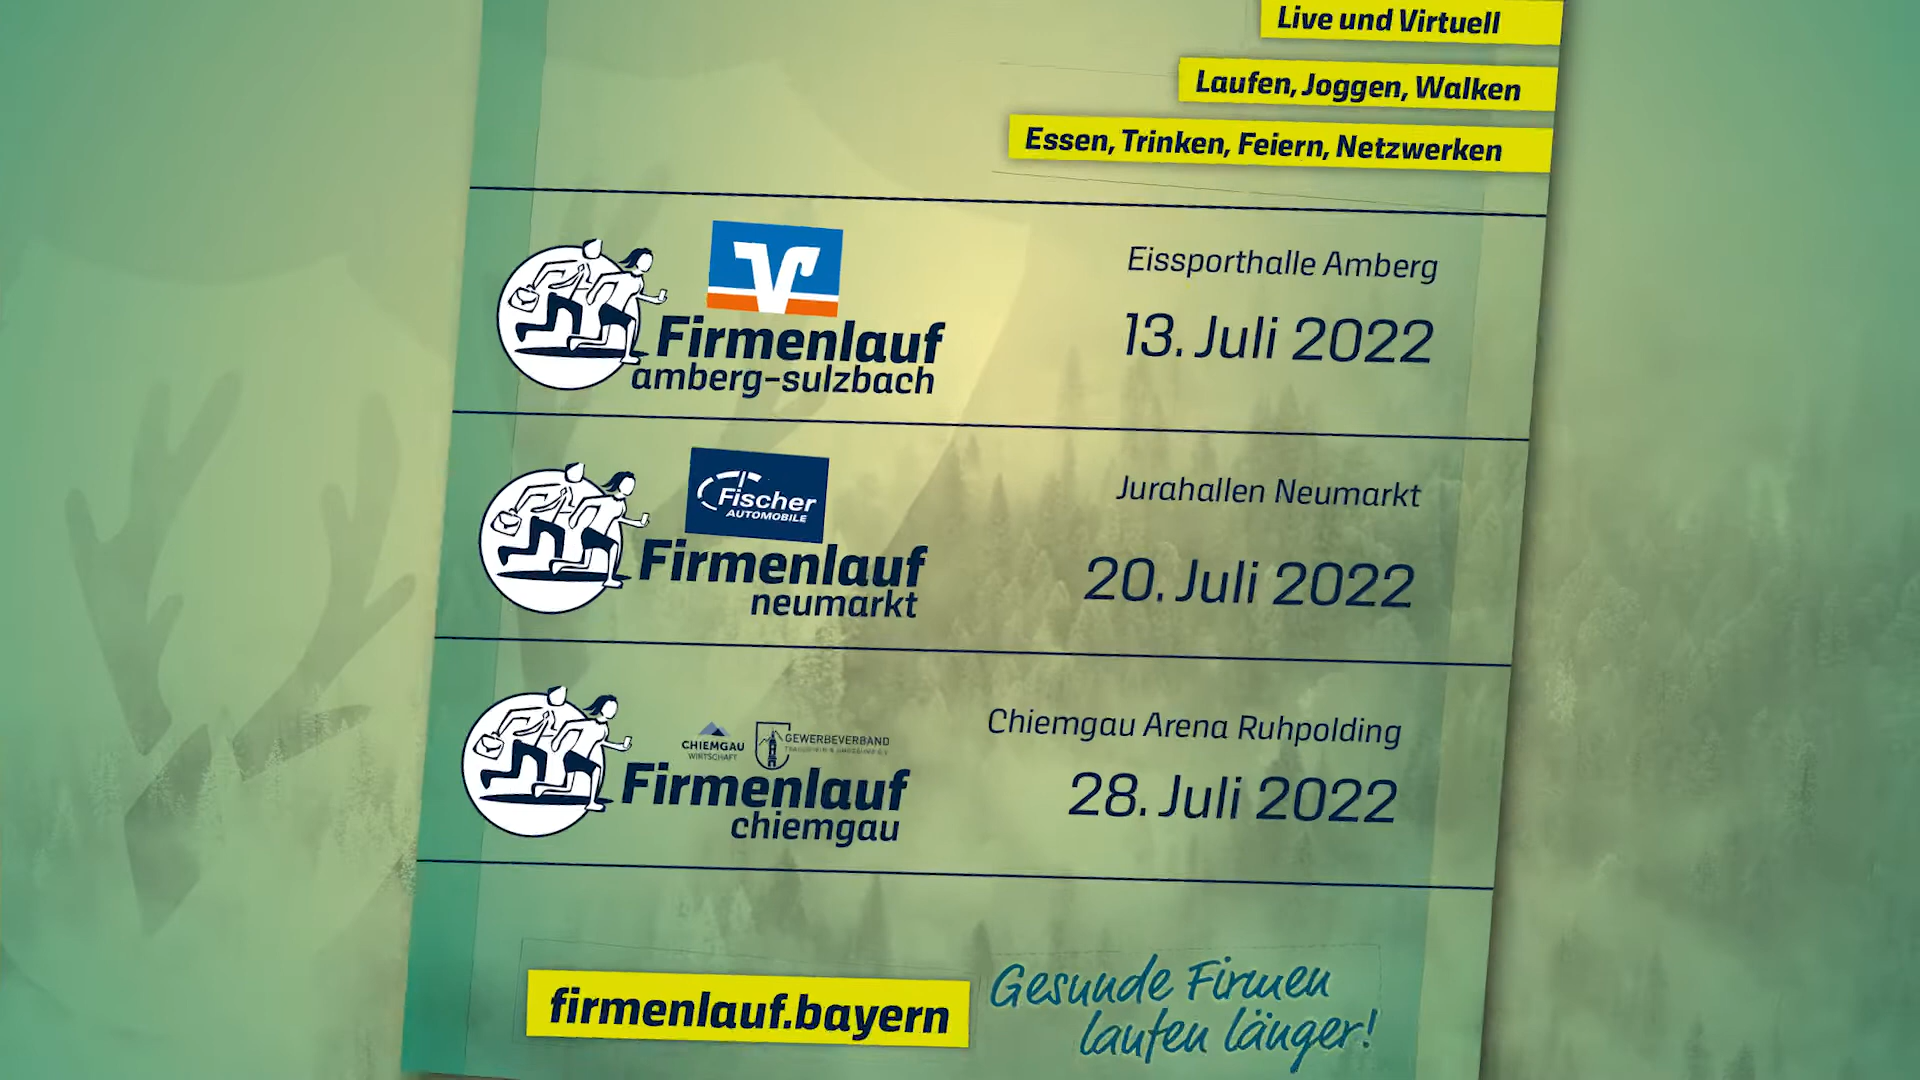 Live und Virtuell
Laufen, Joggen, Walken
Essen, Trinken, Feiern, Netzwerken
Firmenlauf
amberg-sulzbach
Eissporthalle Amberg
13. Juli 2022
Fischer
AUTOMOBILE
Firmenlauf
neumarkt
Jurahallen Neumarkt
20. Juli 2022
CHIEMGAU
WIRTSCHAFT
GEWERBEVERBAND
Firmenlauf
chiemgau
Chiemgau Arena Ruhpolding
28. Juli 2022
firmenlauf.bayern
Gesunde Firmen
laufen länger!